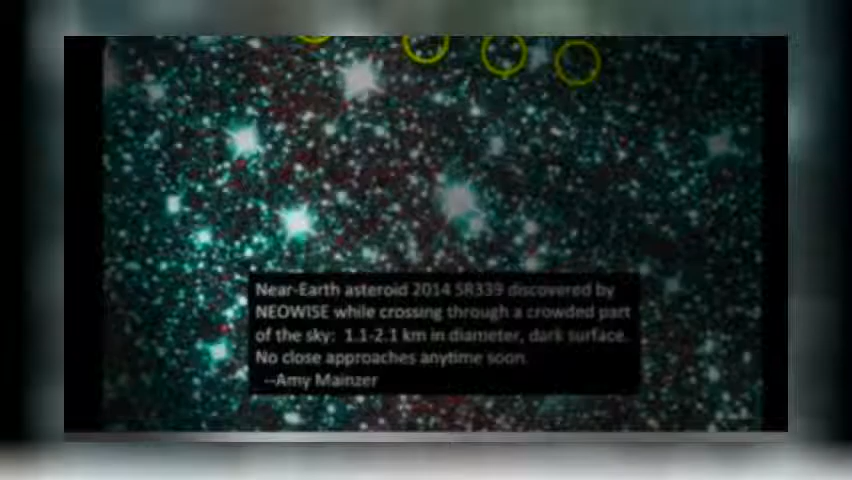 Near-Earth asteroid 2014 SR339 discovered by
NEOWISE while crossing through a crowded part
of the sky:  1.1-2.1 km in diameter, dark surface.
No close approaches anytime soon.
--Amy Mainzer